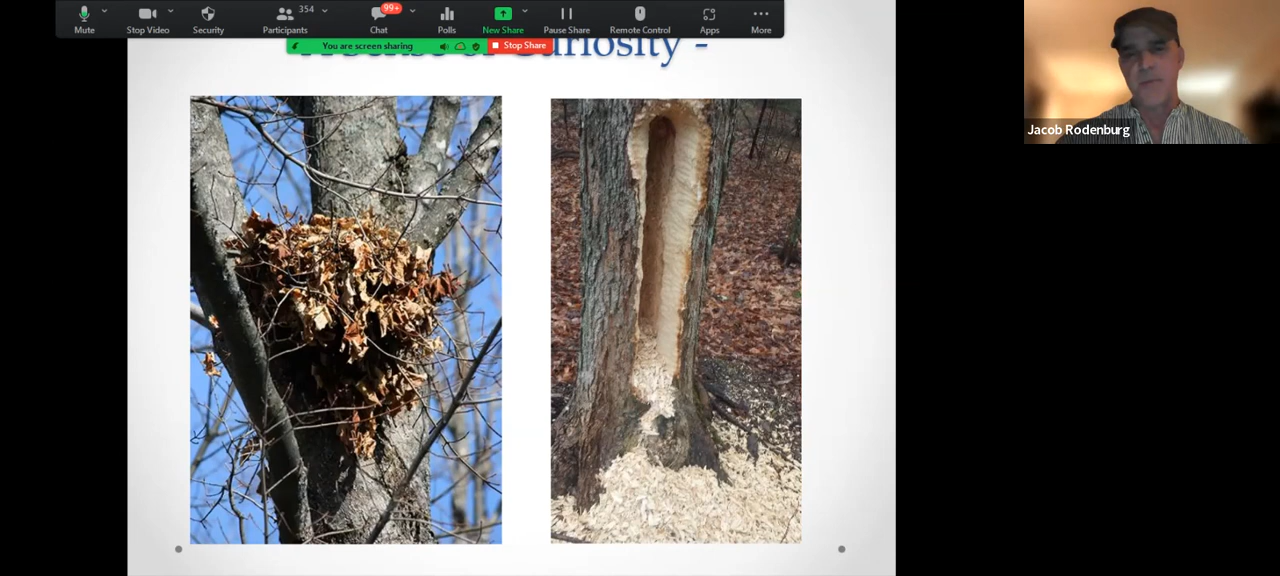 354
99+
Mute
Stop Video
Security
Participants
Chat
Polls
New Share
Pause Share
Remote Control
Apps
More
You are screen sharing
Stop Share
Curiosity -
Jacob Rodenburg